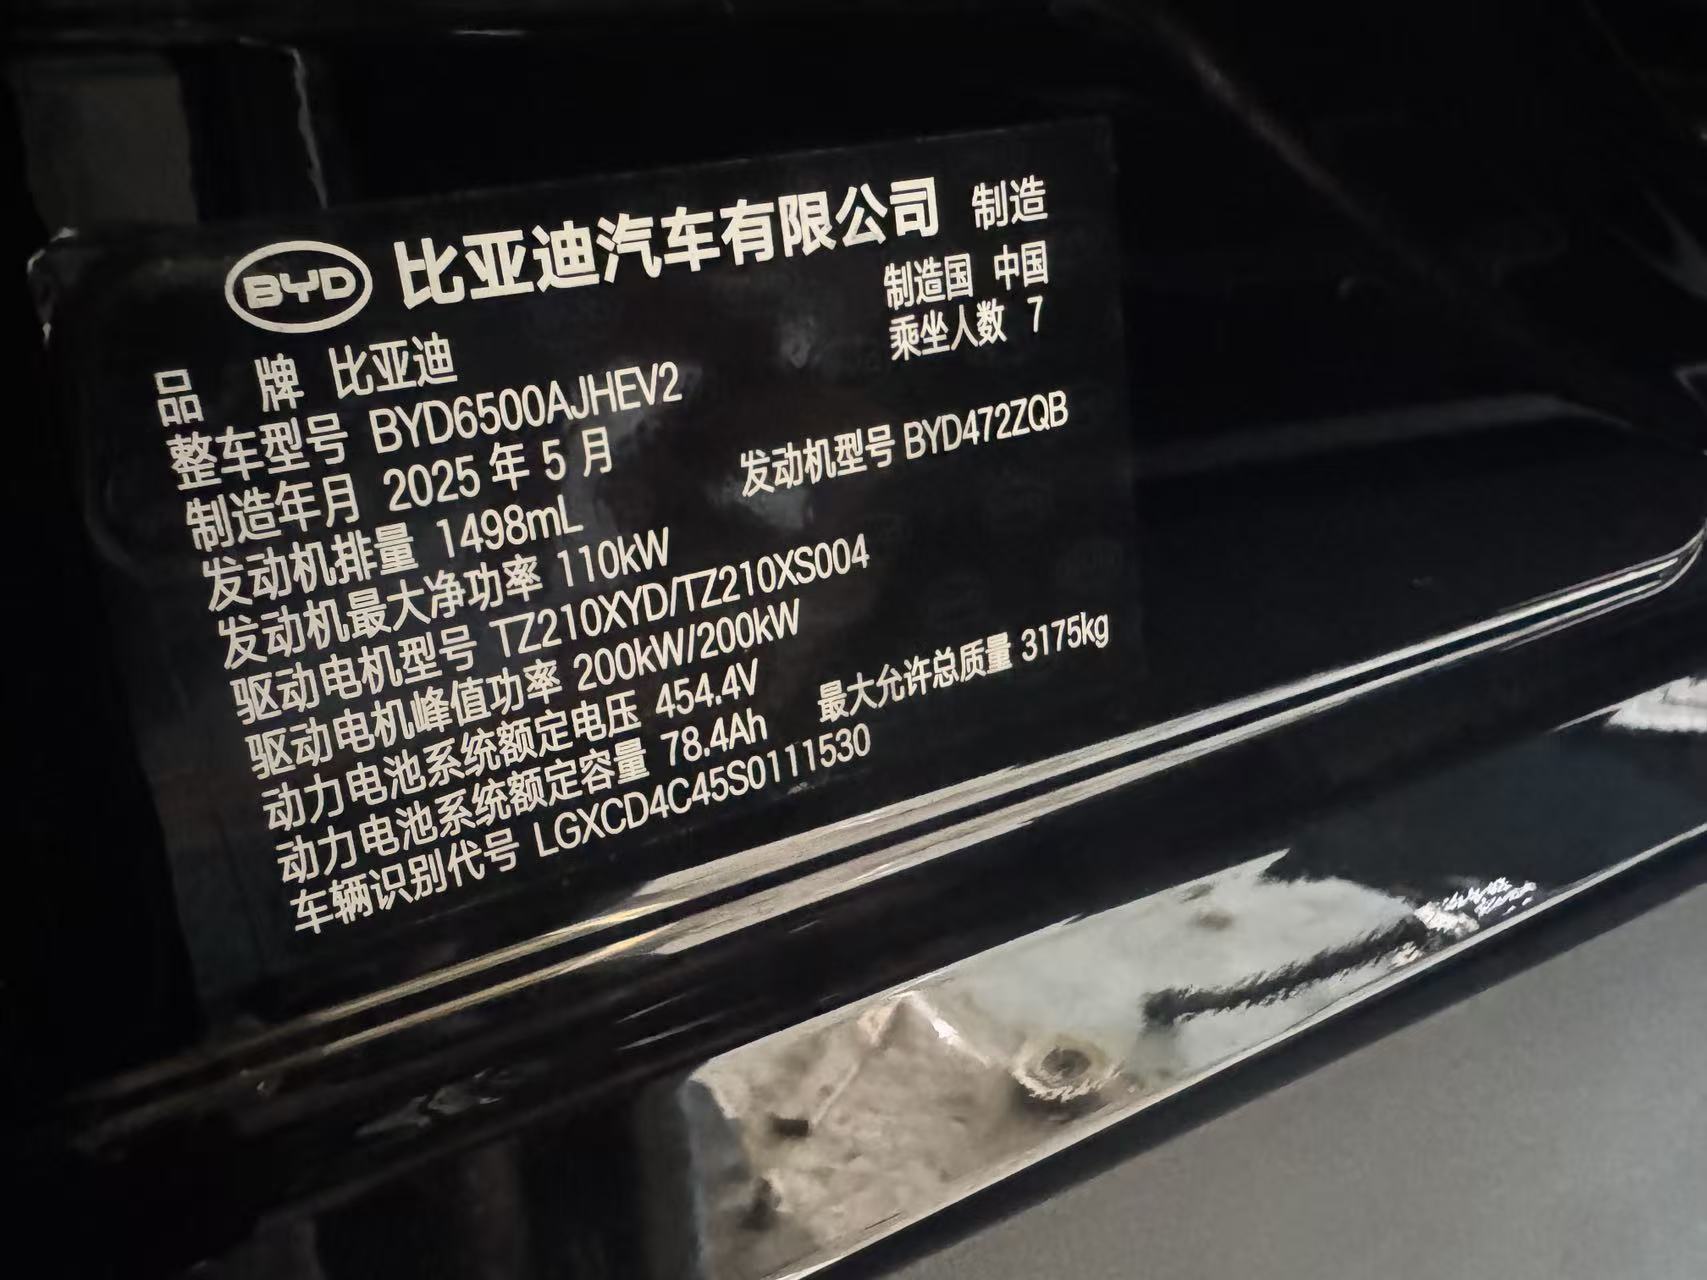 BYD 比亚迪汽车有限公司 制造
制造国 中国
品 牌 比亚迪 乘坐人数 7
整车型号 BYD6500AJHEV2
制造年月 2025 年 5 月 发动机型号 BYD472ZQB
发动机排量 1498mL
发动机最大净功率 110kW
驱动电机型号 TZ210XYD/TZ210XS004
驱动电机峰值功率 200kW/200kW
动力电池系统额定电压 454.4V 最大允许总质量 3175kg
动力电池系统额定容量 78.4Ah
车辆识别代号 LGXCD4C45S0111530